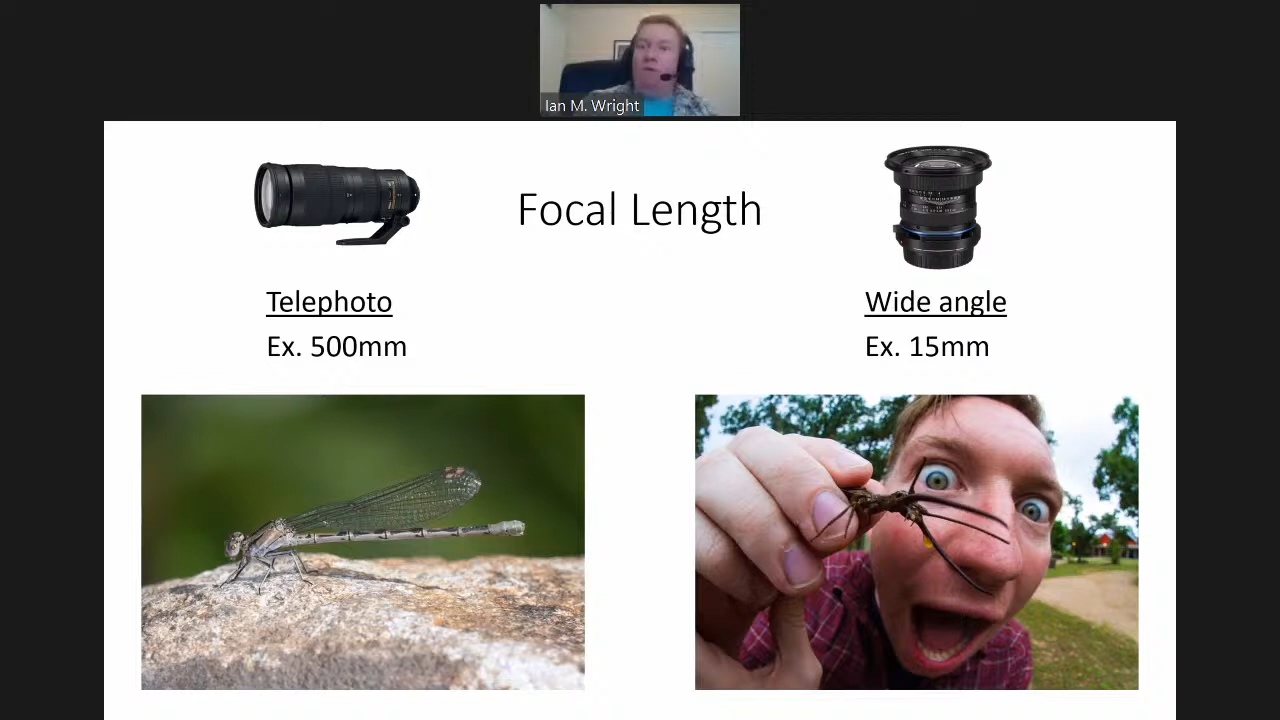 Ian M. Wright
Focal Length
Telephoto
Ex. 500mm
Wide angle
Ex. 15mm